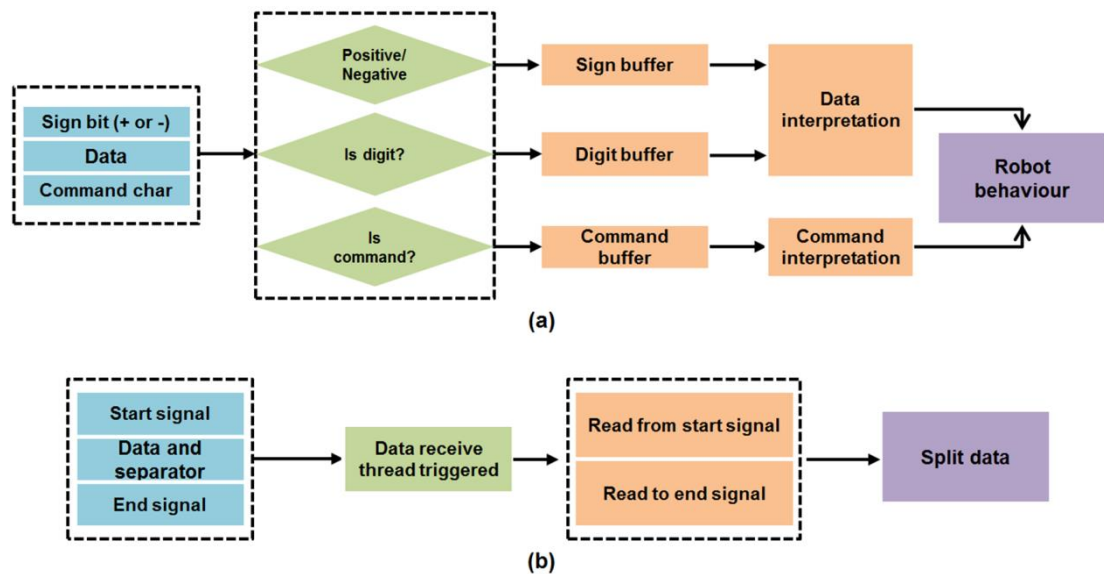 Sign bit (+ or -)
Data
Command char
Positive/
Negative
Is digit?
Is
command?
Sign buffer
Digit buffer
Command
buffer
Data
interpretation
Command
interpretation
Robot
behaviour
(a)
Start signal
Data and
separator
End signal
Data receive
thread triggered
Read from start signal
Read to end signal
Split data
(b)